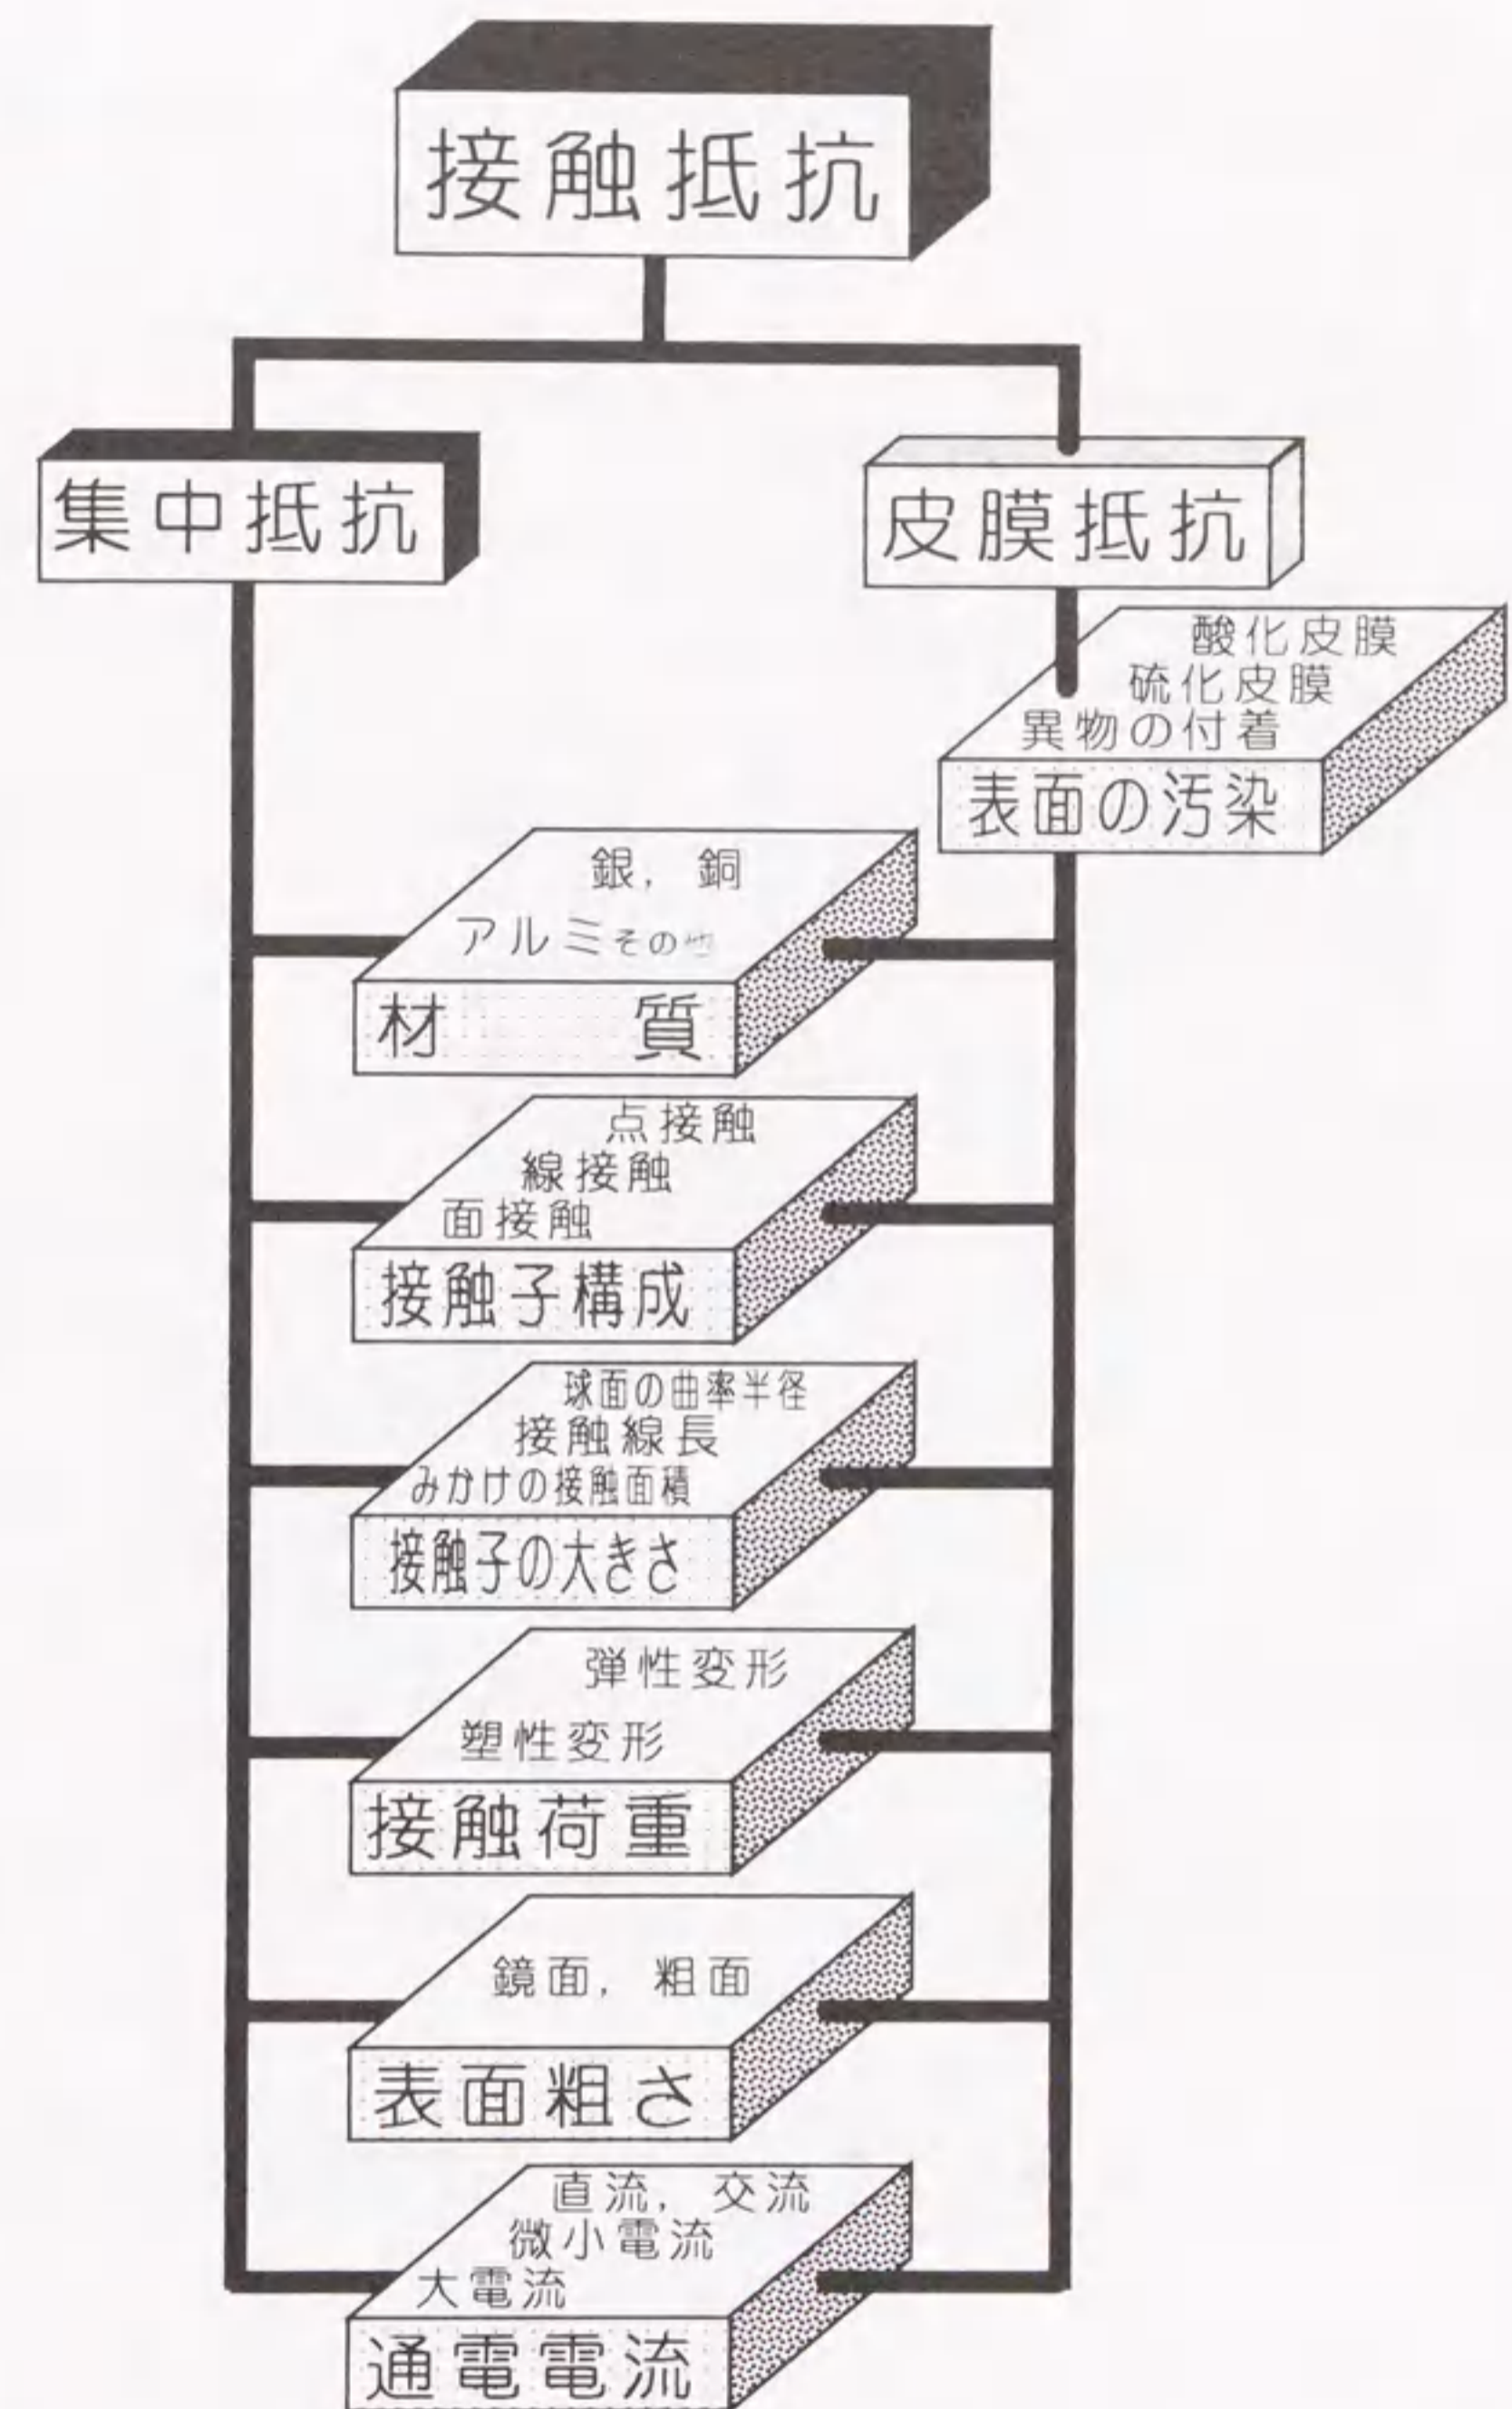 接触抵抗
集中抵抗
皮膜抵抗
酸化皮膜
硫化皮膜
異物の付着
表面の汚染
銀, 銅
アルミその他
材 質
点接触
線接触
面接触
接触子構成
球面の曲率半径
接触線長
みかけの接触面積
接触子の大きさ
弾性変形
塑性変形
接触荷重
鏡面, 粗面
表面粗さ
直流, 交流
微小電流
大電流
通電電流